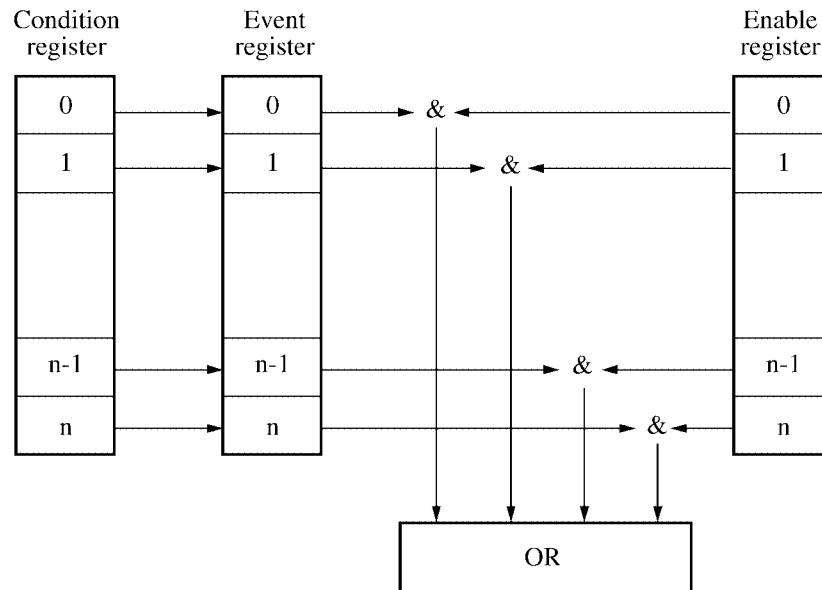 Condition
register
Event
register
Enable
register
0
0
&
0
1
1
&
1
n-1
n-1
&
n-1
n
n
&
n
OR